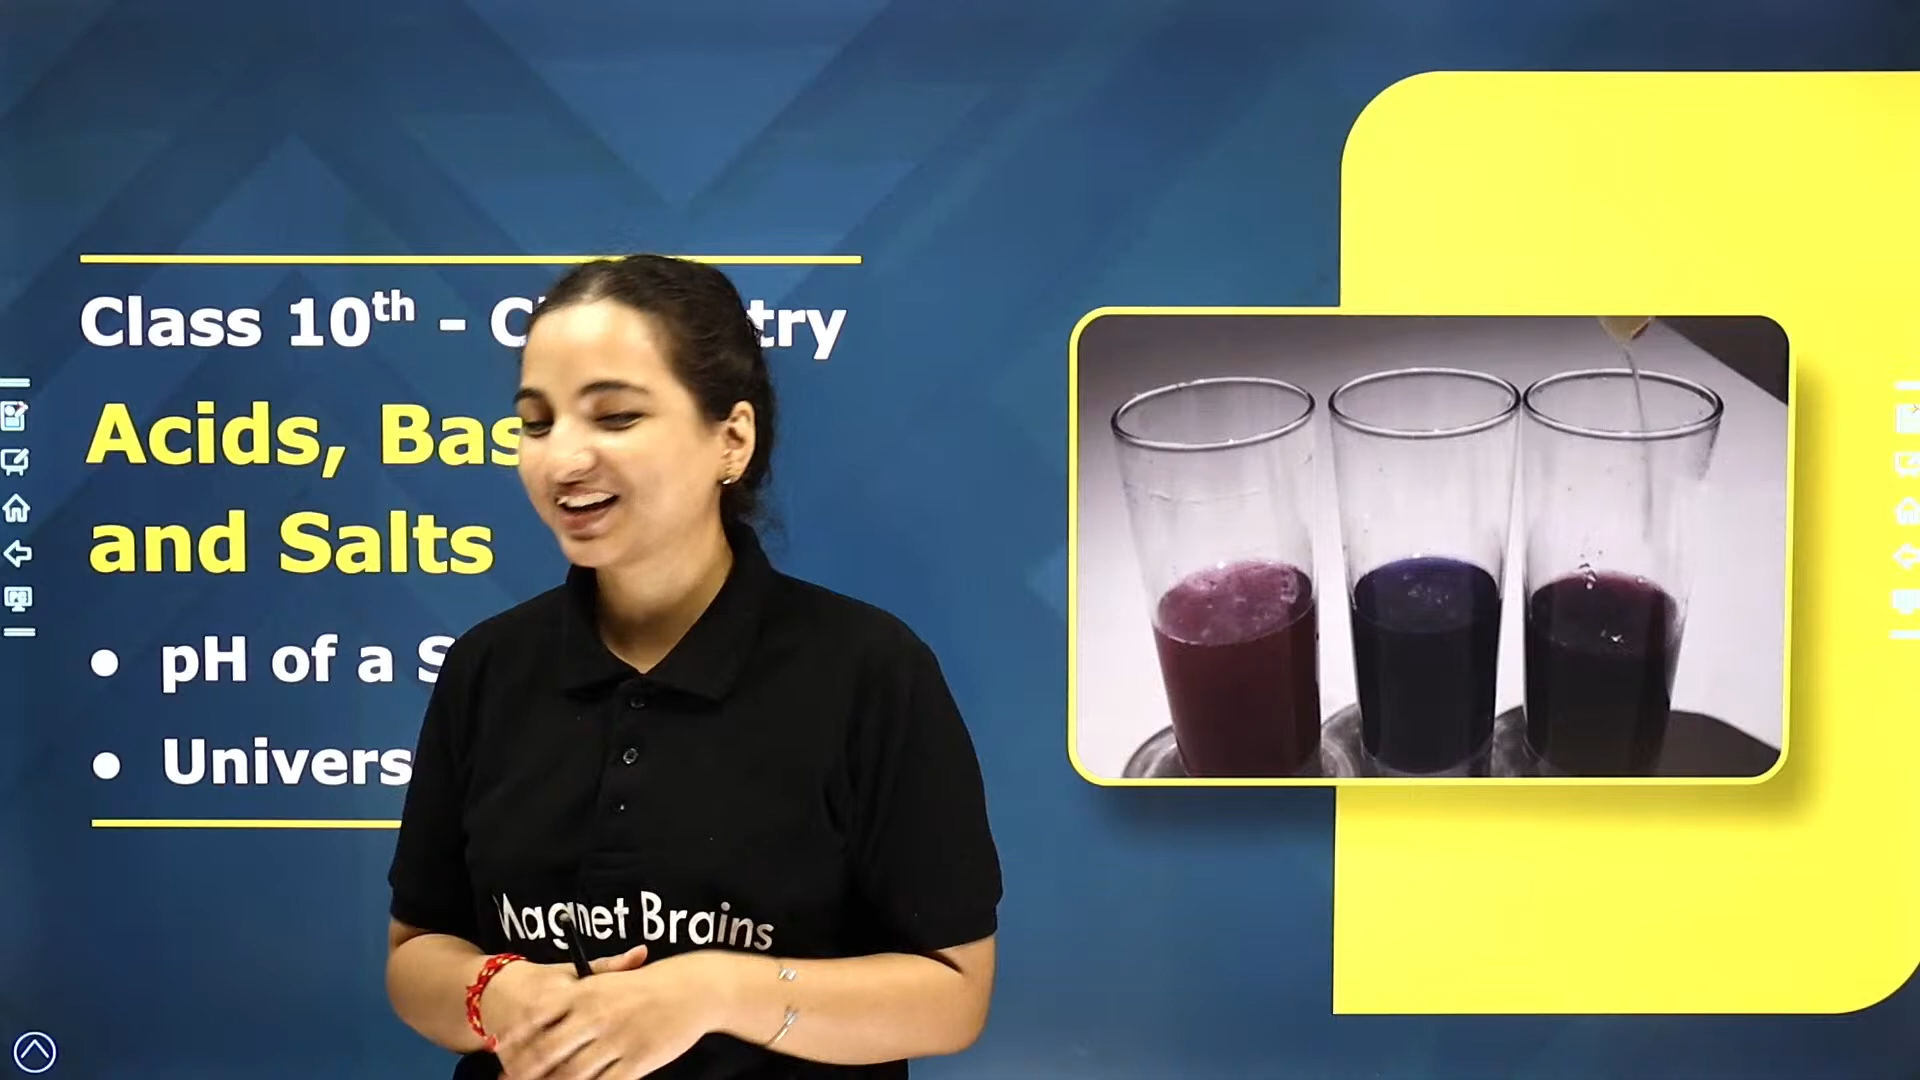 Class 10th - C try
Acids, Bas
and Salts
• pH of a S
• Univers
Magnet Brains